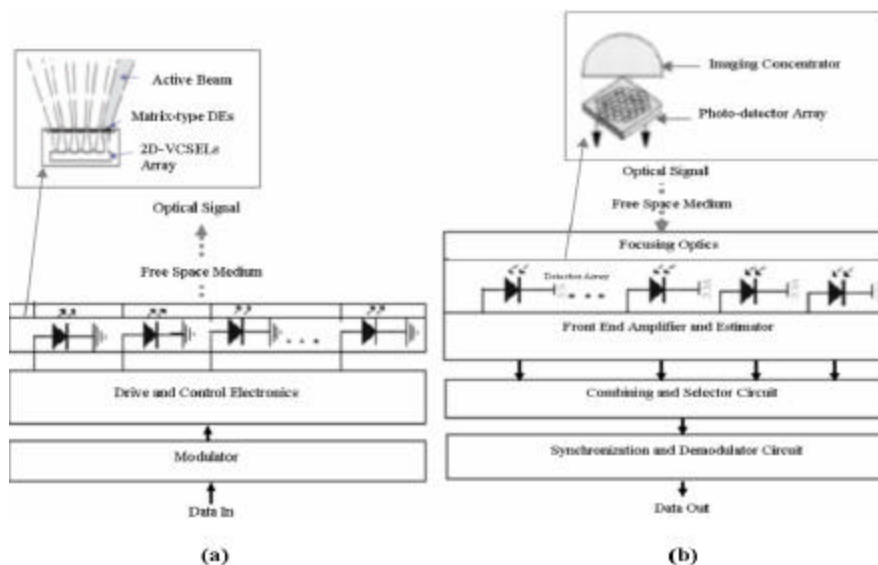 Active Beam
Matrix-type DEs
2D-VCSELs
Array
Optical Signal
Free Space Medium
Drive and Control Electronics
Modulator
Data In
(a)
Imaging Concentrator
Photo-detector Array
Optical Signal
Free Space Medium
Focusing Optics
Detector Array
Front End Amplifier and Estimator
Combining and Selector Circuit
Synchronization and Demodulator Circuit
Data Out
(b)